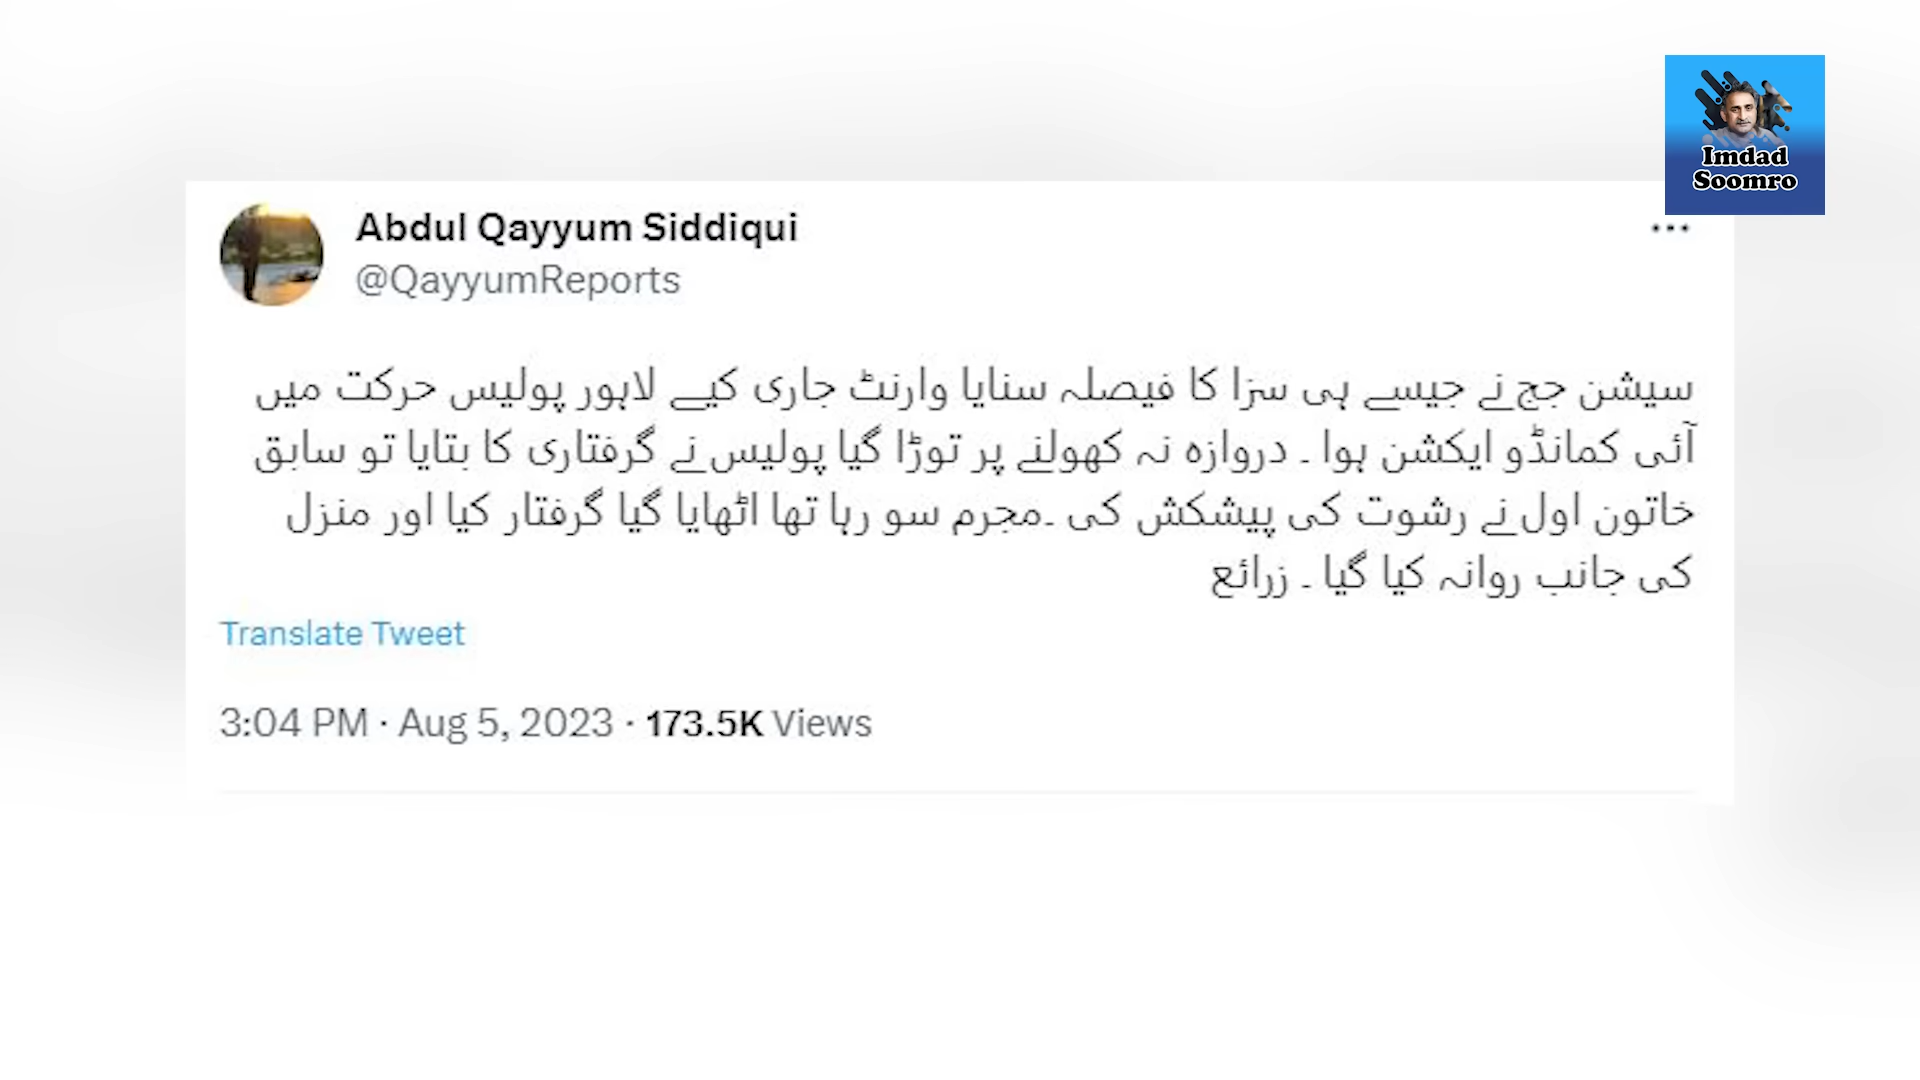 Imdad
Soomro
Abdul Qayyum Siddiqui
@QayyumReports
سیشن جج نے جیسے ہی سزا کا فیصلہ سنایا وارنٹ جاری کیے لاہور پولیس حرکت میں
آئی کمانڈو ایکشن ہوا ۔ دروازہ نہ کھولنے پر توڑا گیا پولیس نے گرفتاری کا بتایا تو سابق
خاتون اول نے رشوت کی پیشکش کی ۔مجرم سو رہا تھا اٹھایا گیا گرفتار کیا اور منزل
کی جانب روانہ کیا گیا ۔ زرائع
Translate Tweet
3:04 PM · Aug 5, 2023 · 173.5K Views